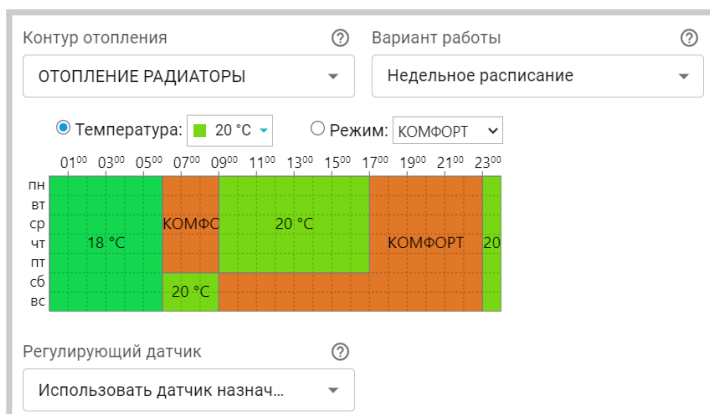 Контур отопления
Вариант работы
ОТОПЛЕНИЕ РАДИАТОРЫ
Недельное расписание
Температура: 20 °C
Режим: КОМФОРТ
01⁰⁰ 03⁰⁰ 05⁰⁰ 07⁰⁰ 09⁰⁰ 11⁰⁰ 13⁰⁰ 15⁰⁰ 17⁰⁰ 19⁰⁰ 21⁰⁰ 23⁰⁰
пн
вт
ср КОМФС 20 °C
чт 18 °C КОМФОРТ 20
пт
сб
20 °C
вс
Регулирующий датчик
Использовать датчик назнач...